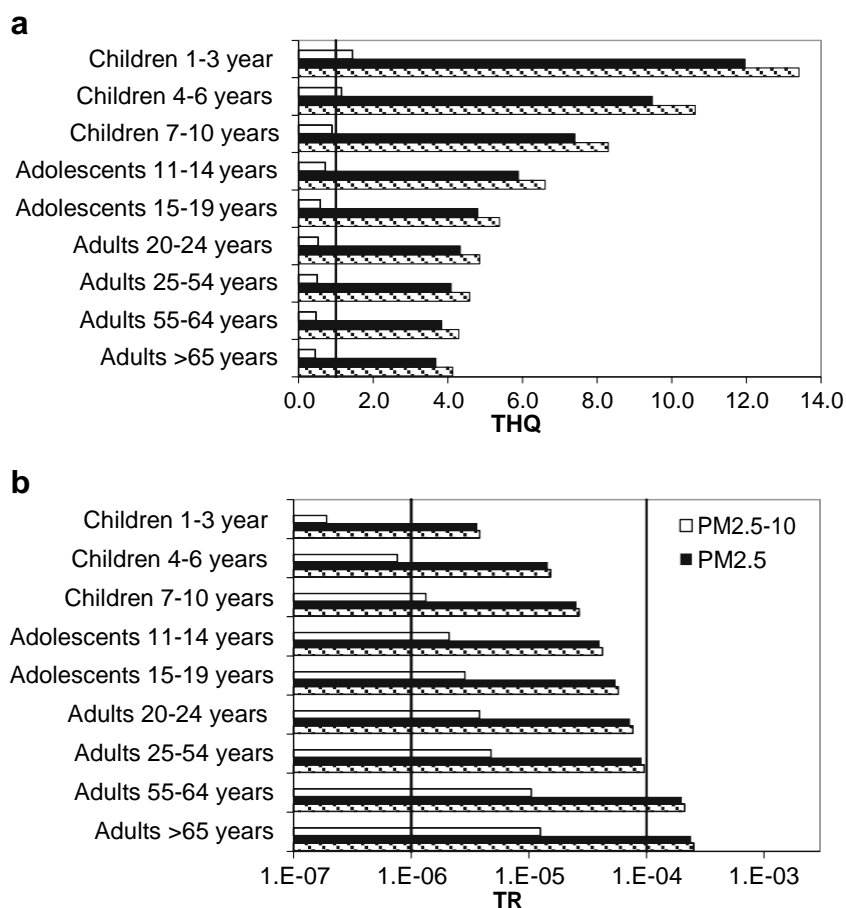 a
Children 1-3 year
Children 4-6 years
Children 7-10 years
Adolescents 11-14 years
Adolescents 15-19 years
Adults 20-24 years
Adults 25-54 years
Adults 55-64 years
Adults >65 years
0.0 2.0 4.0 6.0 8.0 10.0 12.0 14.0
THQ
b
Children 1-3 year
Children 4-6 years
Children 7-10 years
Adolescents 11-14 years
Adolescents 15-19 years
Adults 20-24 years
Adults 25-54 years
Adults 55-64 years
Adults >65 years
PM2.5-10
PM2.5
1.E-07 1.E-06 1.E-05 1.E-04 1.E-03
TR